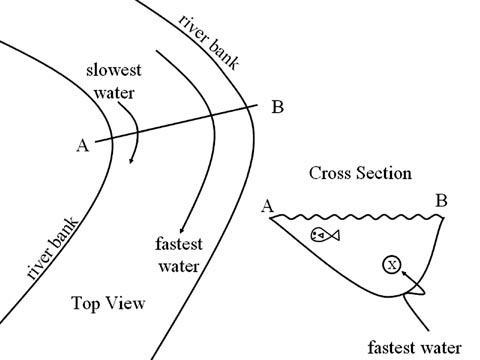 river bank
slowest
water
B
A
Cross Section
A
B
fastest
water
river bank
X
Top View
fastest water